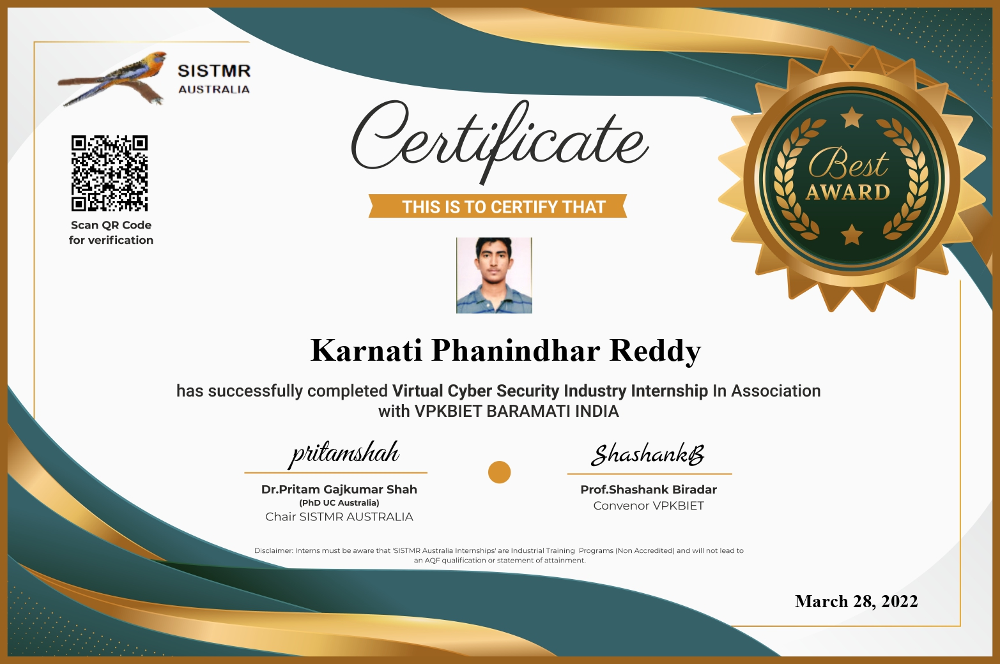 SISTMR
AUSTRALIA
Certificate
Best
AWARD
THIS IS TO CERTIFY THAT
Scan QR Code
for verification
Karnati Phanindhar Reddy
has successfully completed Virtual Cyber Security Industry Internship In Association
with VPKBIET BARAMATI INDIA
pritamshah
ShashankB
Dr.Pritam Gajkumar Shah
(PhD UC Australia)
Chair SISTMR AUSTRALIA
Prof.Shashank Biradar
Convenor VPKBIET
Disclaimer: Interns must be aware that 'SISTMR Australia Internships' are Industrial Training  Programs (Non Accredited) and will not lead to
an AQF qualification or statement of attainment.
March 28, 2022